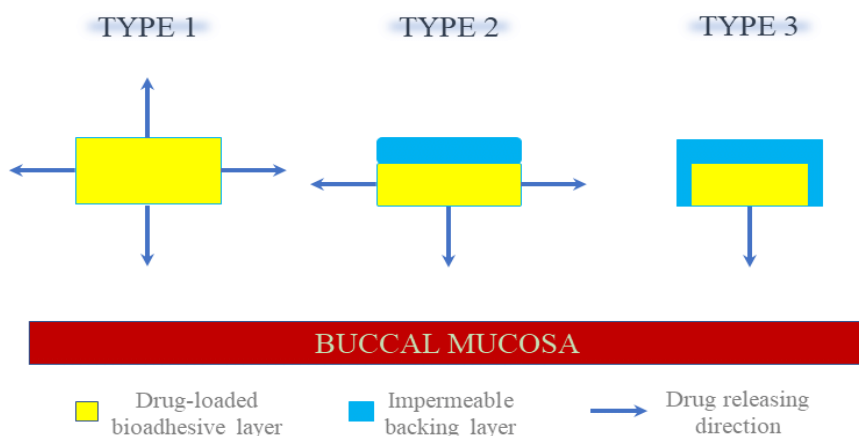 TYPE 1 TYPE 2 TYPE 3
BUCCAL MUCOSA
Drug-loaded
bioadhesive layer
Impermeable
backing layer
Drug releasing
direction